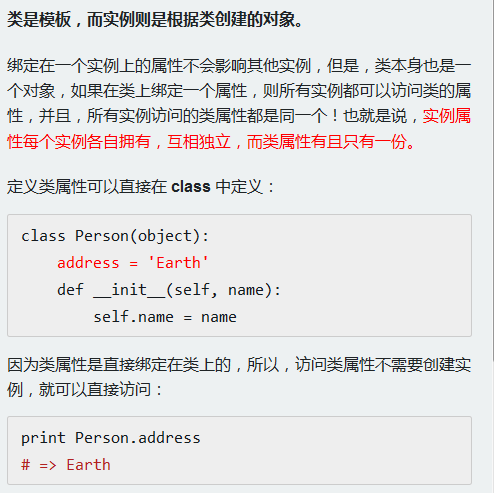 类是模板，而实例则是根据类创建的对象。
绑定在一个实例上的属性不会影响其他实例，但是，类本身也是一
个对象，如果在类上绑定一个属性，则所有实例都可以访问类的属
性，并且，所有实例访问的类属性都是同一个！也就是说，实例属
性每个实例各自拥有，互相独立，而类属性有且只有一份。
定义类属性可以直接在 class 中定义：
class Person(object):
    address = 'Earth'
    def __init__(self, name):
        self.name = name
因为类属性是直接绑定在类上的，所以，访问类属性不需要创建实
例，就可以直接访问：
print Person.address
# => Earth